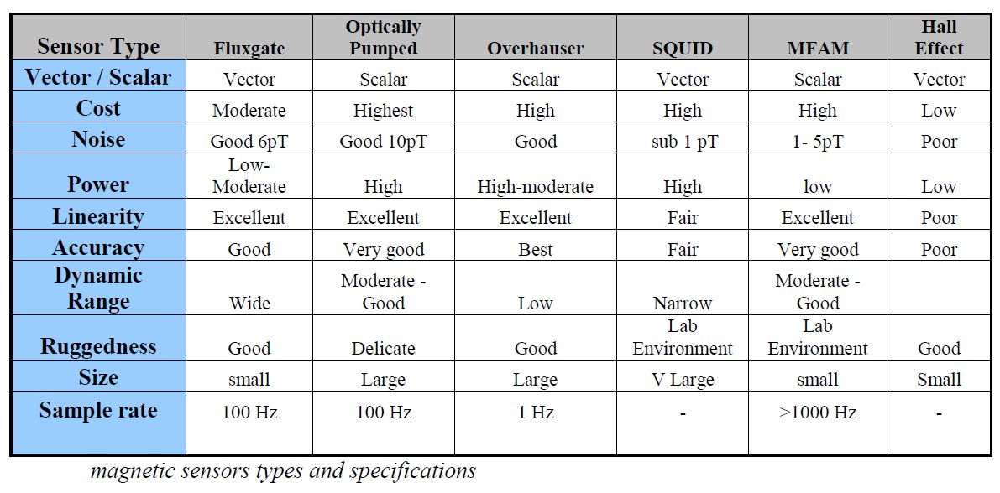 Sensor Type Fluxgate Optically Pumped Overhauser SQUID MFAM Hall Effect
Vector / Scalar Vector Scalar Scalar Vector Scalar Vector
Cost Moderate Highest High High High Low
Noise Good 6pT Good 10pT Good sub 1 pT 1- 5pT Poor
Power Low-Moderate High High-moderate High low Low
Linearity Excellent Excellent Excellent Fair Excellent Poor
Accuracy Good Very good Best Fair Very good Poor
Dynamic Range Wide Moderate - Good Low Narrow Moderate - Good
Ruggedness Good Delicate Good Lab Environment Lab Environment Good
Size small Large Large V Large small Small
Sample rate 100 Hz 100 Hz 1 Hz - >1000 Hz -
magnetic sensors types and specifications